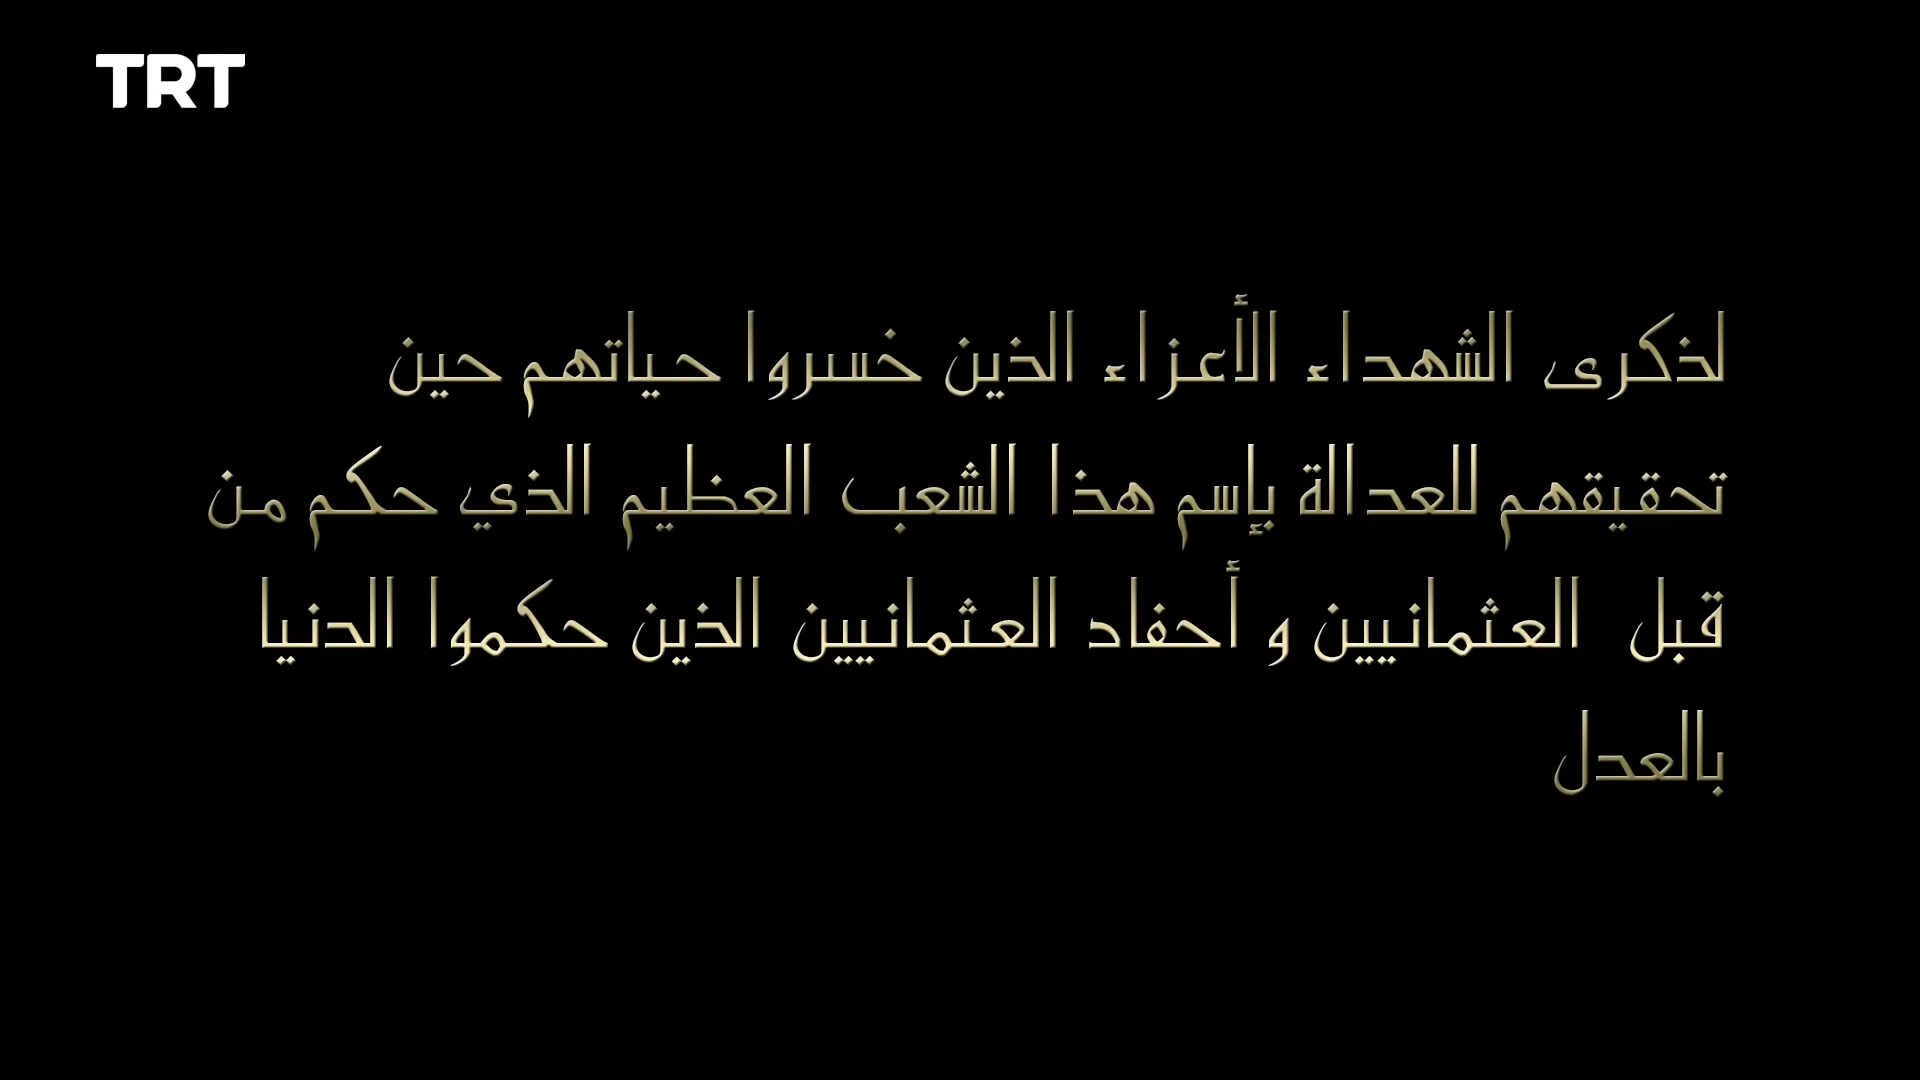 TRT
لذكرى الشهداء الأعزاء الذين خسروا حياتهم حين
تحقيقهم للعدالة بإسم هذا الشعب العظيم الذي حكم من
قبل العثمانيين و أحفاد العثمانيين الذين حكموا الدنيا
بالعدل